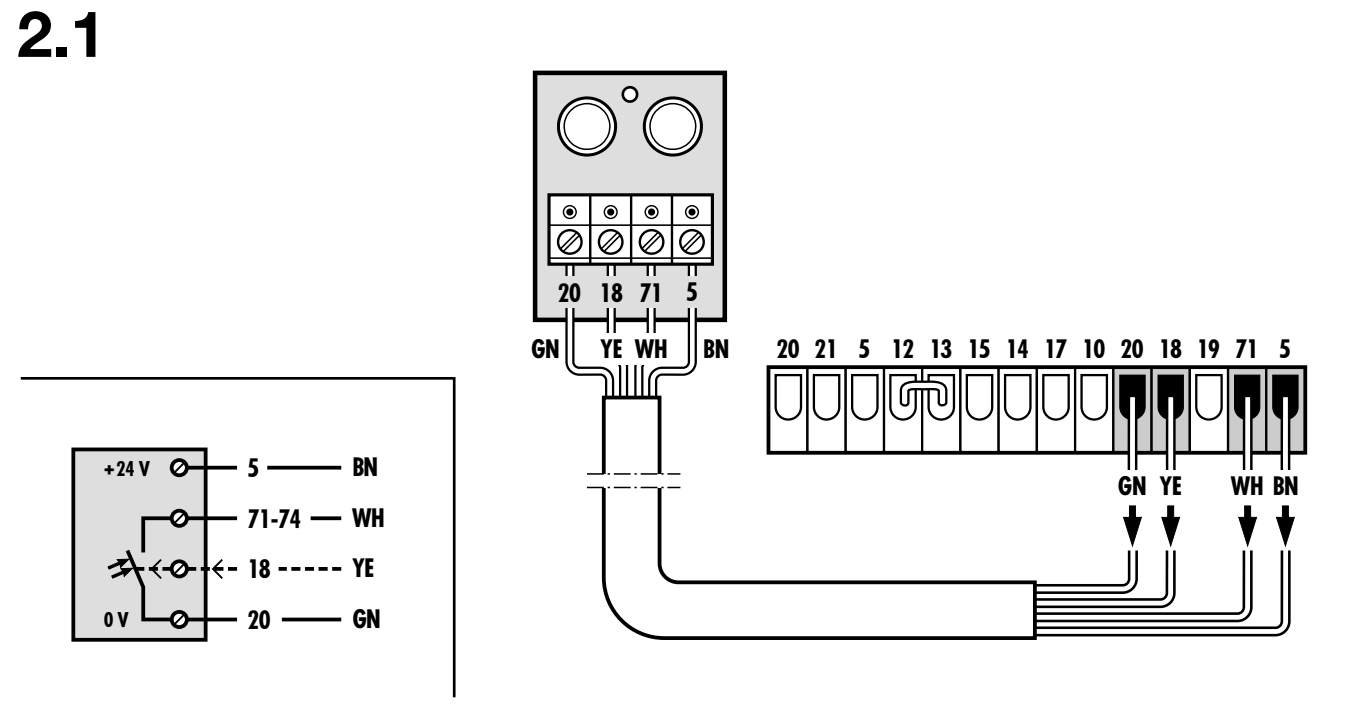 2.1
20 18 71 5
GN YE WH BN
20 21 5 12 13 15 14 17 10 20 18 19 71 5
GN YE WH BN
+24 V 5 BN
71-74 WH
18 YE
0 V 20 GN